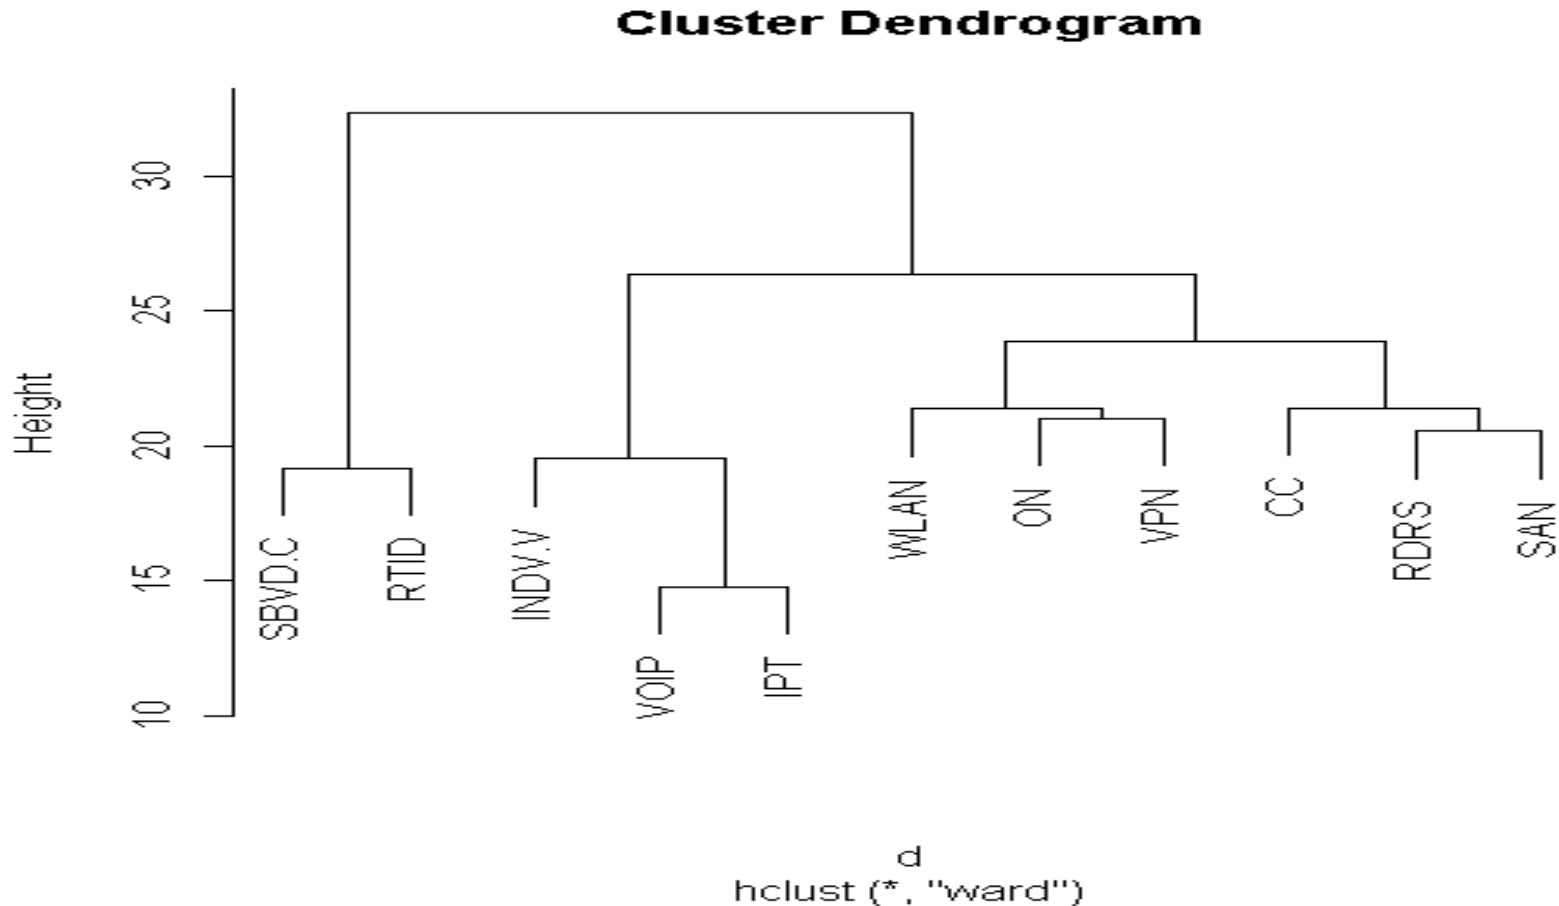 Cluster Dendrogram
Height
30
25
20
15
10
SBVD.C
RTID
INDV.V
VOIP
IPT
WLAN
ON
VPN
CC
RDRS
SAN
d
hclust (*, "ward")